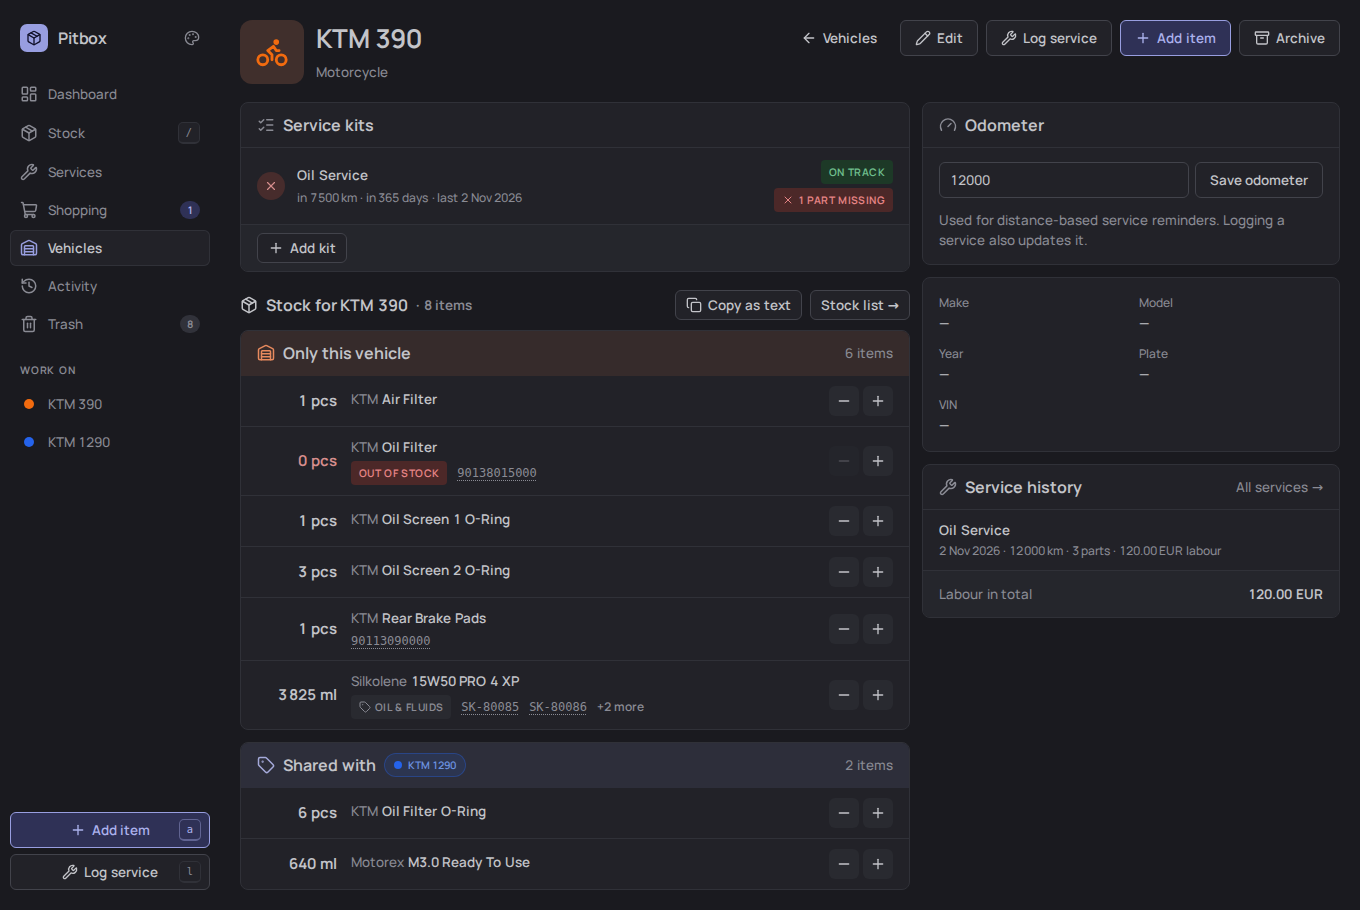 Pitbox
Dashboard
Stock /
Services
Shopping 1
Vehicles
Activity
Trash 8
WORK ON
KTM 390
KTM 1290
Add item a
Log service l
KTM 390
Motorcycle
← Vehicles
Edit
Log service
Add item
Archive
Service kits
Oil Service
in 7 500 km · in 365 days · last 2 Nov 2026
ON TRACK
1 PART MISSING
Add kit
Stock for KTM 390 · 8 items
Copy as text
Stock list →
Only this vehicle 6 items
1 pcs KTM Air Filter
0 pcs KTM Oil Filter
OUT OF STOCK 90138015000
1 pcs KTM Oil Screen 1 O-Ring
3 pcs KTM Oil Screen 2 O-Ring
1 pcs KTM Rear Brake Pads
90113090000
3 825 ml Silkolene 15W50 PRO 4 XP
OIL & FLUIDS SK-80085 SK-80086 +2 more
Shared with KTM 1290 2 items
6 pcs KTM Oil Filter O-Ring
640 ml Motorex M3.0 Ready To Use
Odometer
12000 Save odometer
Used for distance-based service reminders. Logging a
service also updates it.
Make Model
– –
Year Plate
– –
VIN
–
Service history All services →
Oil Service
2 Nov 2026 · 12 000 km · 3 parts · 120.00 EUR labour
Labour in total 120.00 EUR